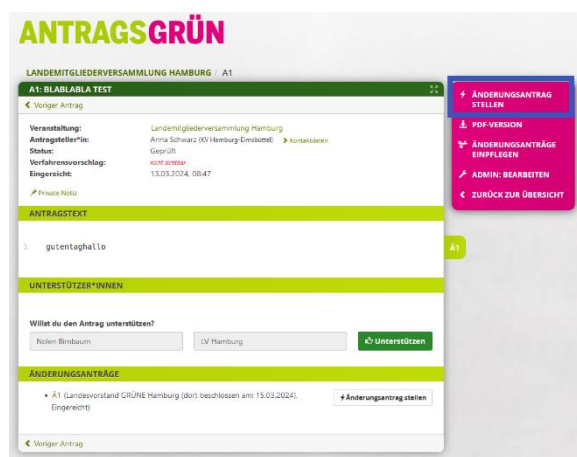 ANTRAGSGRÜN
LANDEMITGLIEDERVERSAMMLUNG HAMBURG / A1
A1: BLABLABLA TEST
Voriger Antrag
Veranstaltung: Landemitgliederversammlung Hamburg
Antragsteller*in: Anna Schwarz (KV Hamburg-Eimsbüttel) Kontaktdaten
Status: Geprüft
Verfahrensvorschlag: nicht sichtbar
Eingereicht: 13.03.2024, 08:47
Private Notiz
ANTRAGSTEXT
1 gutentaghallo
Ä1
UNTERSTÜTZER*INNEN
Willst du den Antrag unterstützen?
Nolen Birnbaum LV Hamburg Unterstützen
ÄNDERUNGSANTRÄGE
Ä1 (Landesvorstand GRÜNE Hamburg (dort beschlossen am: 15.03.2024),
Eingereicht)
Änderungsantrag stellen
Voriger Antrag
ÄNDERUNGSANTRAG
STELLEN
PDF-VERSION
ÄNDERUNGSANTRÄGE
EINPFLEGEN
ADMIN: BEARBEITEN
ZURÜCK ZUR ÜBERSICHT